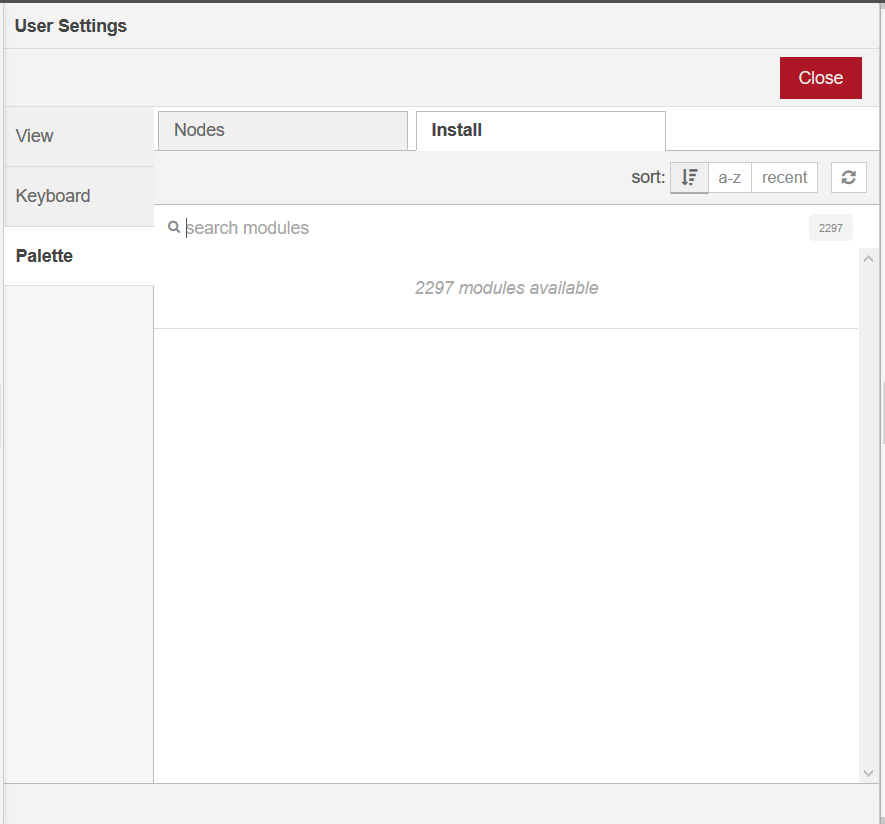 User Settings
Close
View
Keyboard
Palette
Nodes
Install
sort:
a-z
recent
search modules
2297
2297 modules available